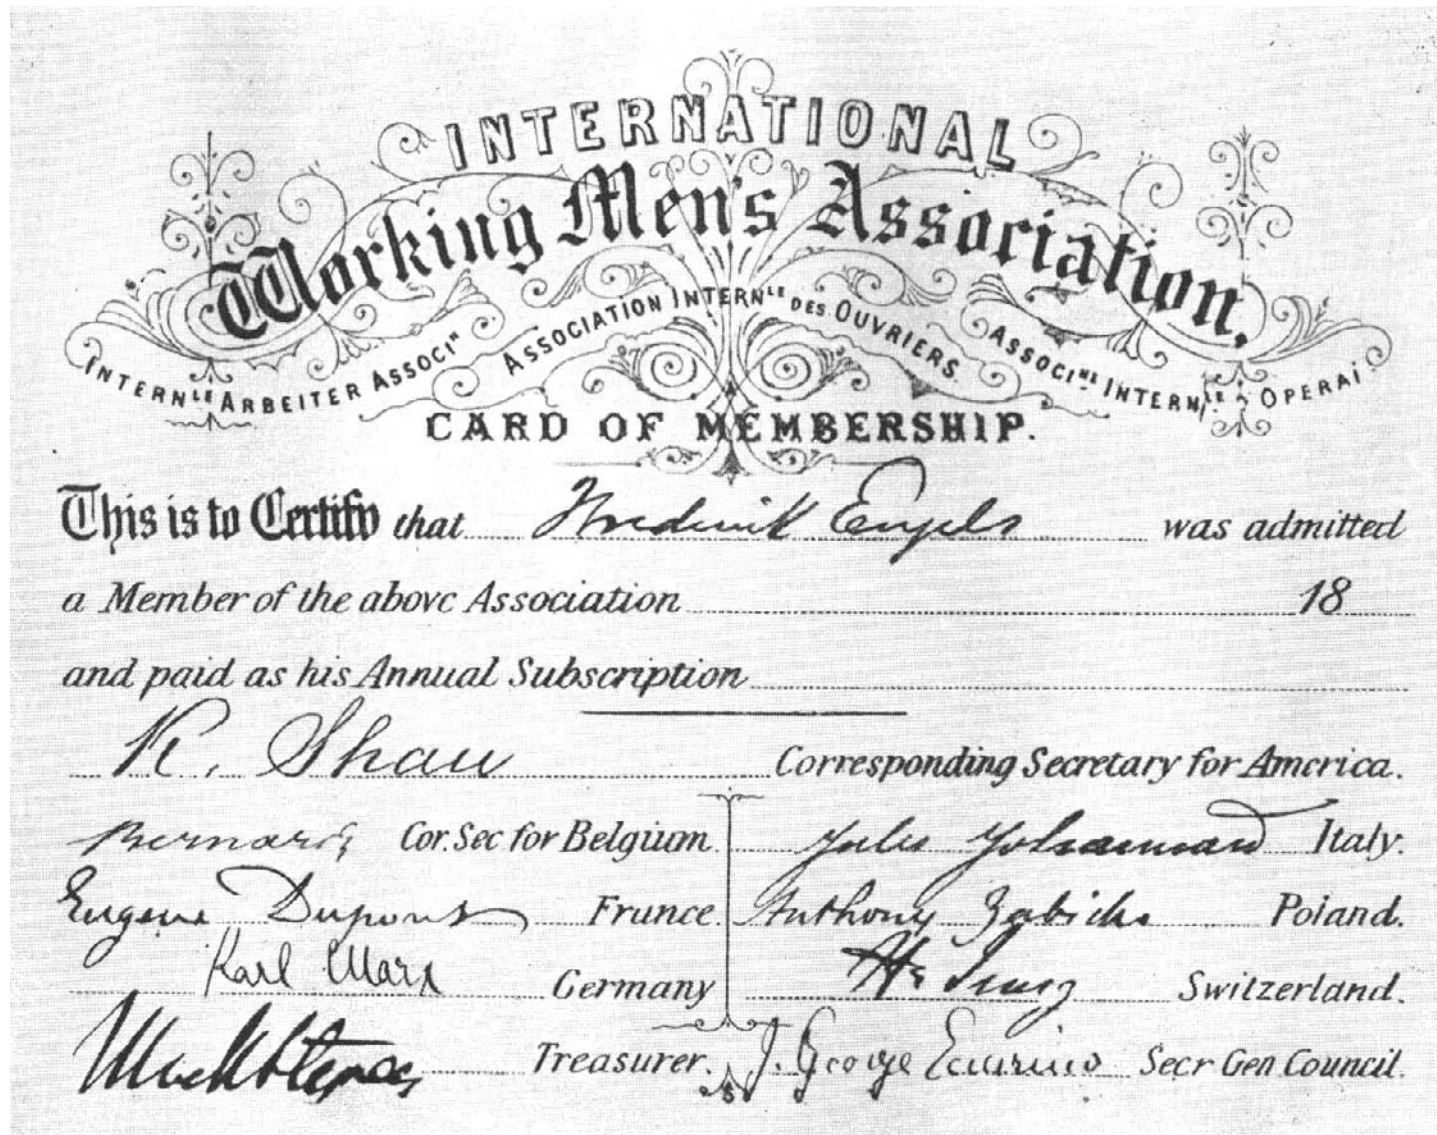 INTERNATIONAL
Working Men's Association.
INTERNLE ARBEITER ASSOCIN
ASSOCIATION INTERNLE DES OUVRIERS
ASSOCINE INTERNLE OPERAI
CARD OF MEMBERSHIP.
This is to Certify that Frederick Engels was admitted
a Member of the above Association 18
and paid as his Annual Subscription
R. Shaw Corresponding Secretary for America.
Bernard Cor. Sec for Belgium.
Jules Johannard Italy.
Eugene Dupont France
Anthony Zabicki Poland.
Karl Marx Germany
H. Jung Switzerland.
Treasurer.
J. George Eccarius Secr Gen Council.